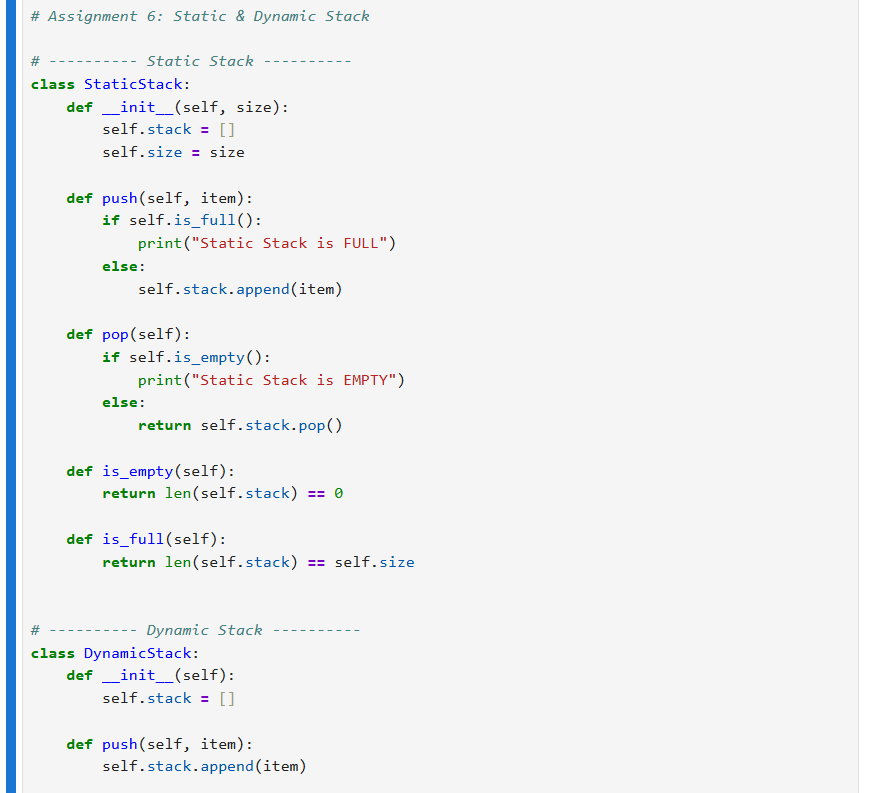 # Assignment 6: Static & Dynamic Stack

# ---------- Static Stack ----------
class StaticStack:
    def __init__(self, size):
        self.stack = []
        self.size = size

    def push(self, item):
        if self.is_full():
            print("Static Stack is FULL")
        else:
            self.stack.append(item)

    def pop(self):
        if self.is_empty():
            print("Static Stack is EMPTY")
        else:
            return self.stack.pop()

    def is_empty(self):
        return len(self.stack) == 0

    def is_full(self):
        return len(self.stack) == self.size


# ---------- Dynamic Stack ----------
class DynamicStack:
    def __init__(self):
        self.stack = []

    def push(self, item):
        self.stack.append(item)